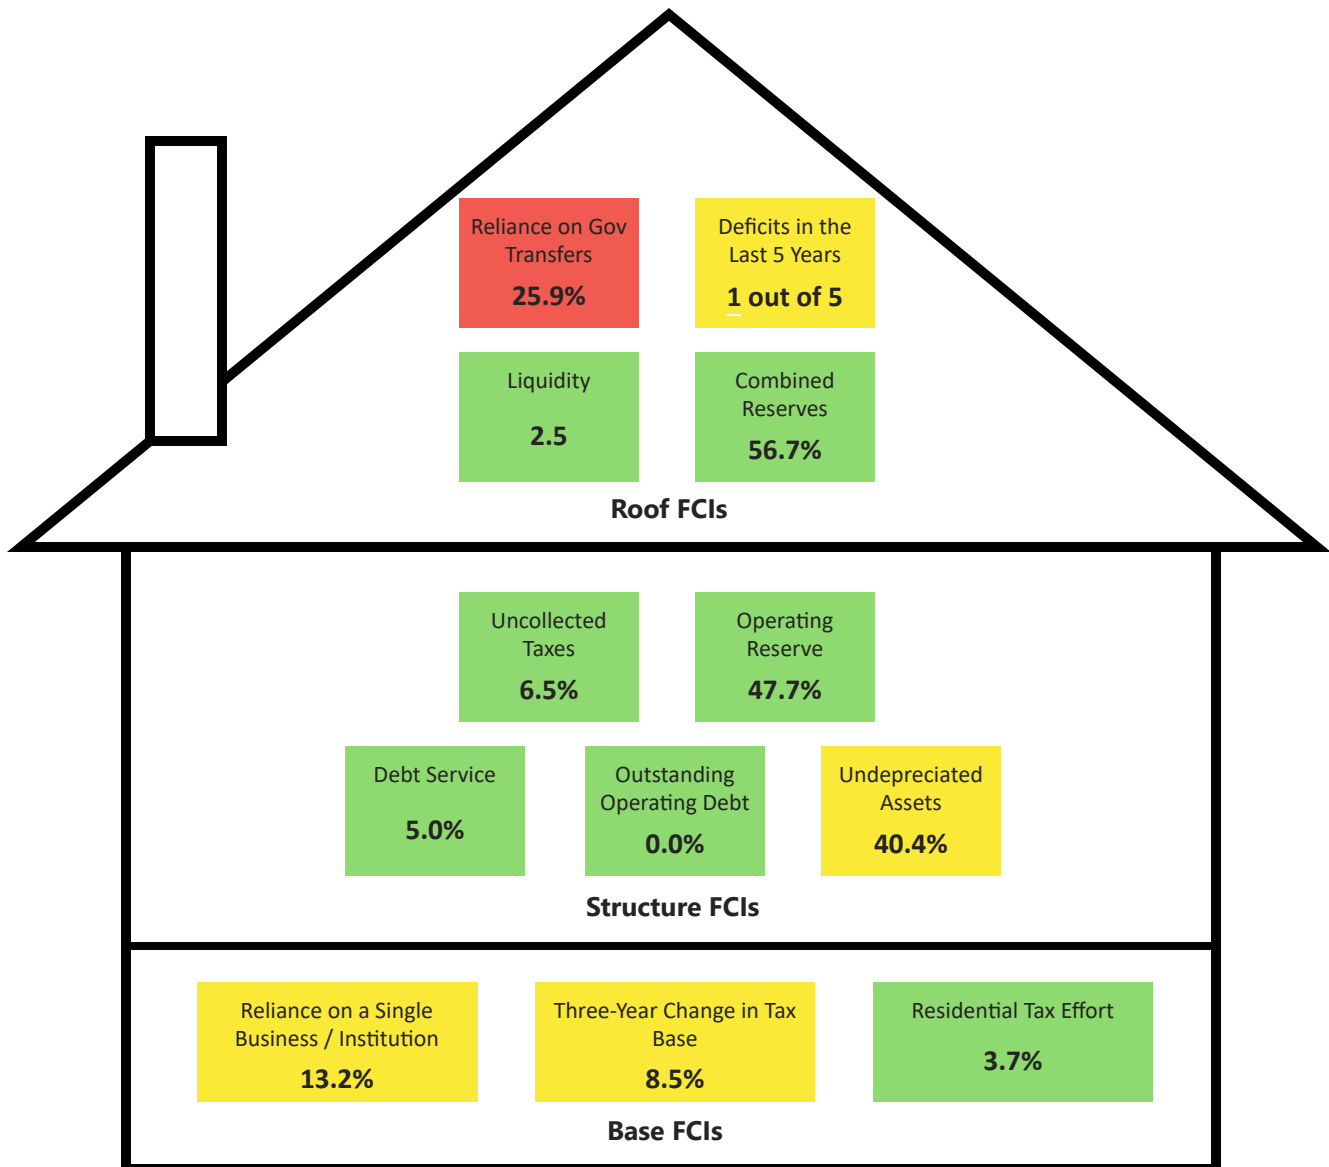 Reliance on Gov
Transfers
25.9%
Deficits in the
Last 5 Years
1 out of 5
Liquidity
2.5
Combined
Reserves
56.7%
Roof FCIs
Uncollected
Taxes
6.5%
Operating
Reserve
47.7%
Debt Service
5.0%
Outstanding
Operating Debt
0.0%
Undepreciated
Assets
40.4%
Structure FCIs
Reliance on a Single
Business / Institution
13.2%
Three-Year Change in Tax
Base
8.5%
Residential Tax Effort
3.7%
Base FCIs